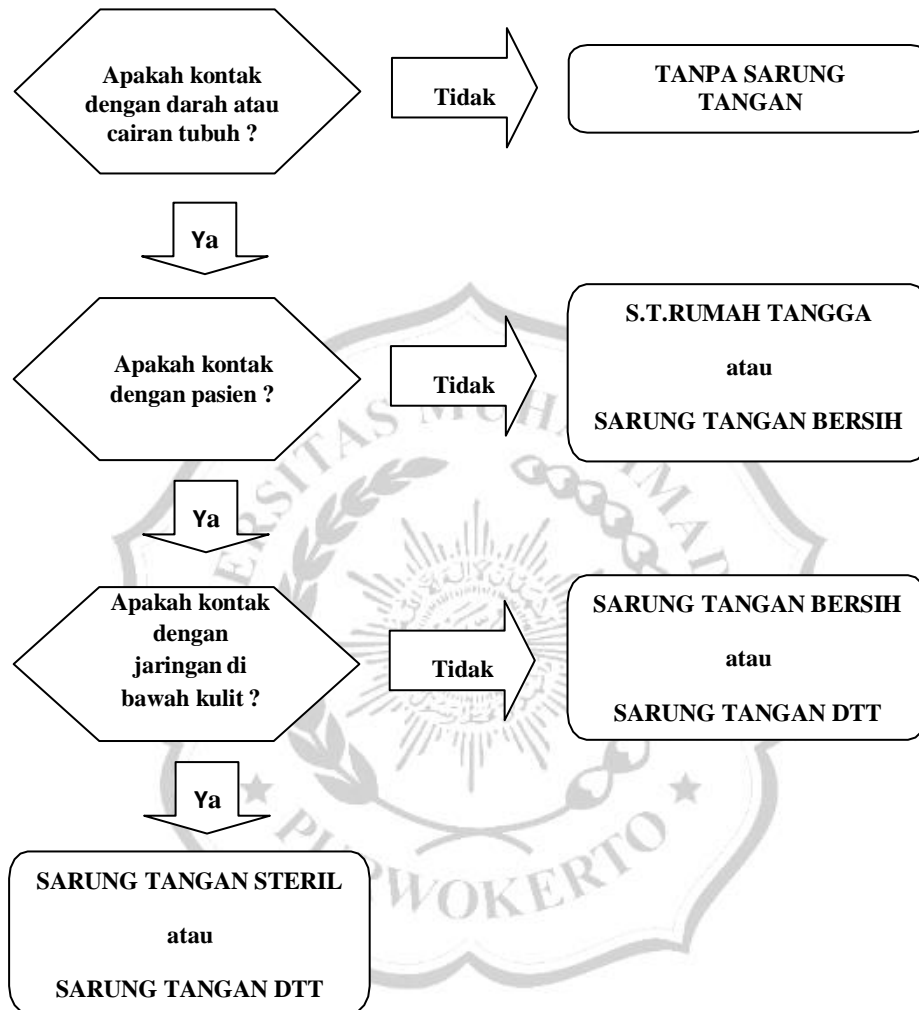 Apakah kontak
dengan darah atau
cairan tubuh ?
Tidak
TANPA SARUNG
TANGAN
Ya
Apakah kontak
dengan pasien ?
Tidak
S.T.RUMAH TANGGA
atau
SARUNG TANGAN BERSIH
Ya
Apakah kontak
dengan
jaringan di
bawah kulit ?
Tidak
SARUNG TANGAN BERSIH
atau
SARUNG TANGAN DTT
Ya
SARUNG TANGAN STERIL
atau
SARUNG TANGAN DTT
PURWOKERTO